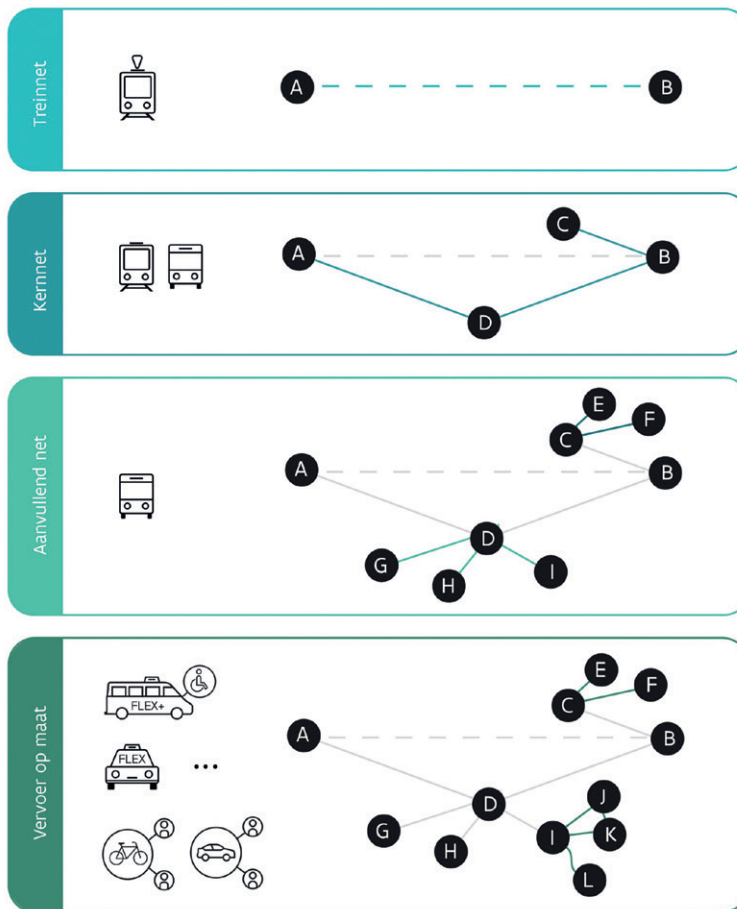 Treinnet
A
B
Kernnet
C
A
B
D
Aanvullend net
E
F
C
A
B
D
G
I
H
Vervoer op maat
E
FLEX+
F
C
A
B
FLEX
...
J
D
G
I
K
H
L